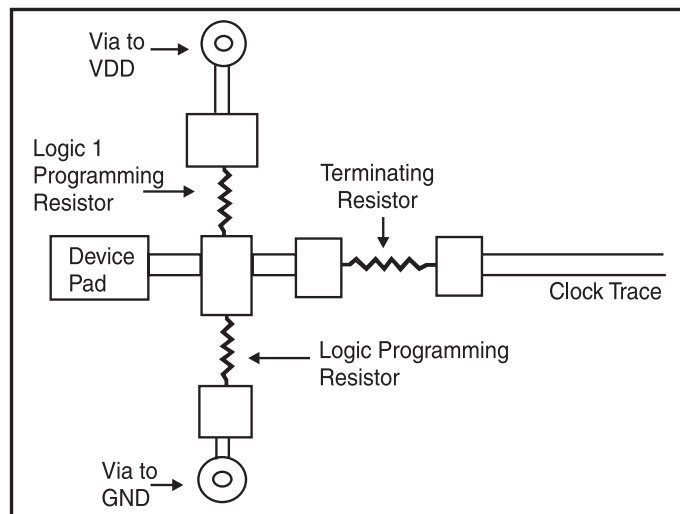 Via to
VDD
Logic 1
Programming
Resistor
Terminating
Resistor
Device
Pad
Clock Trace
Logic Programming
Resistor
Via to
GND